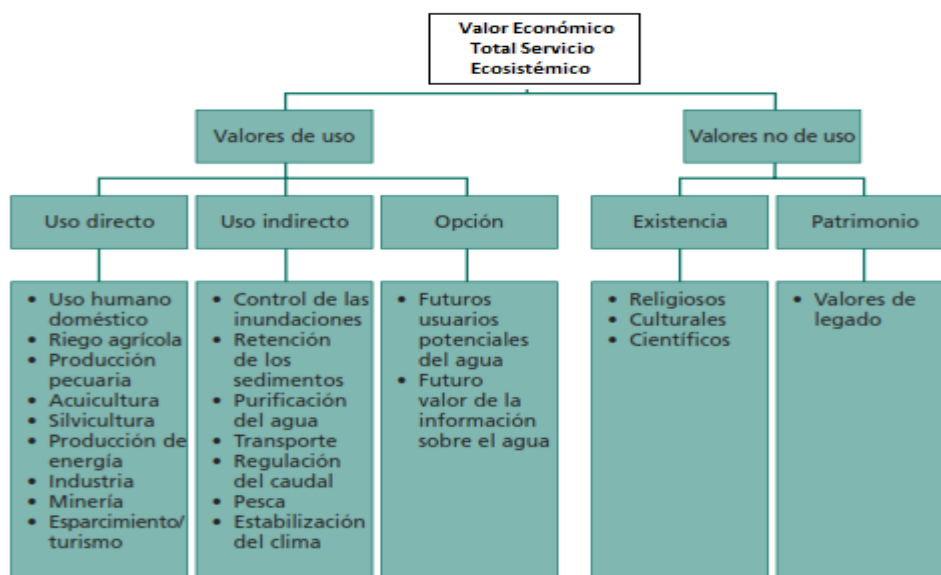 Valor Económico
Total Servicio
Ecosistémico
Valores de uso
Valores no de uso
Uso directo
Uso indirecto
Opción
Existencia
Patrimonio
• Uso humano
doméstico
• Riego agrícola
• Producción
pecuaria
• Acuicultura
• Silvicultura
• Producción de
energía
• Industria
• Minería
• Esparcimiento/
turismo
• Control de las
inundaciones
• Retención
de los
sedimentos
• Purificación
del agua
• Transporte
• Regulación
del caudal
• Pesca
• Estabilización
del clima
• Futuros
usuarios
potenciales
del agua
• Futuro
valor de la
información
sobre el agua
• Religiosos
• Culturales
• Científicos
• Valores de
legado